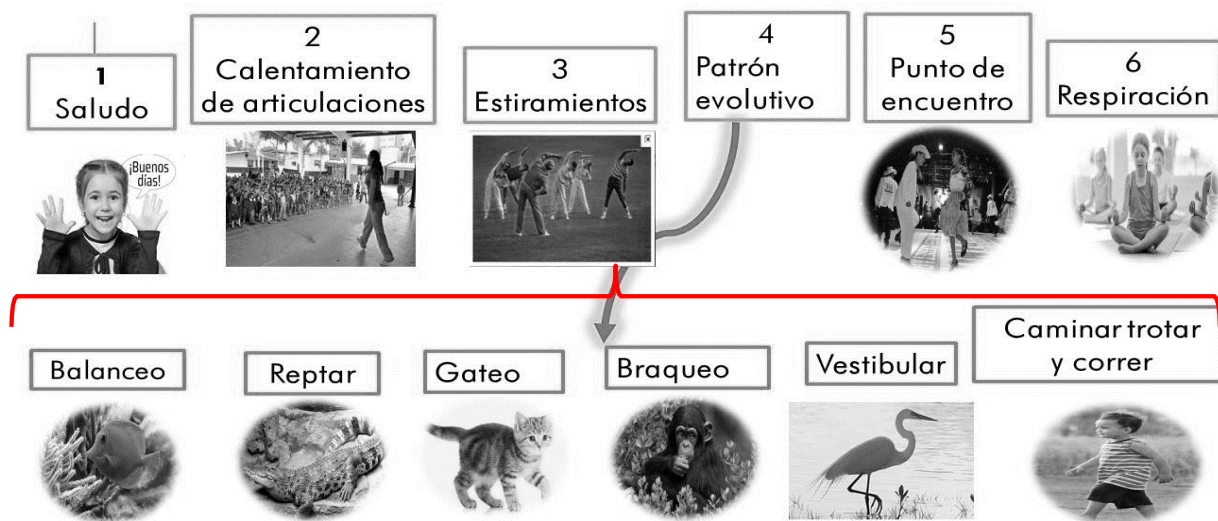 1
Saludo
2
Calentamiento
de articulaciones
3
Estiramientos
4
Patrón
evolutivo
5
Punto de
encuentro
6
Respiración
¡Buenos
días!
Balanceo
Reptar
Gateo
Braqueo
Vestibular
Caminar trotar
y correr